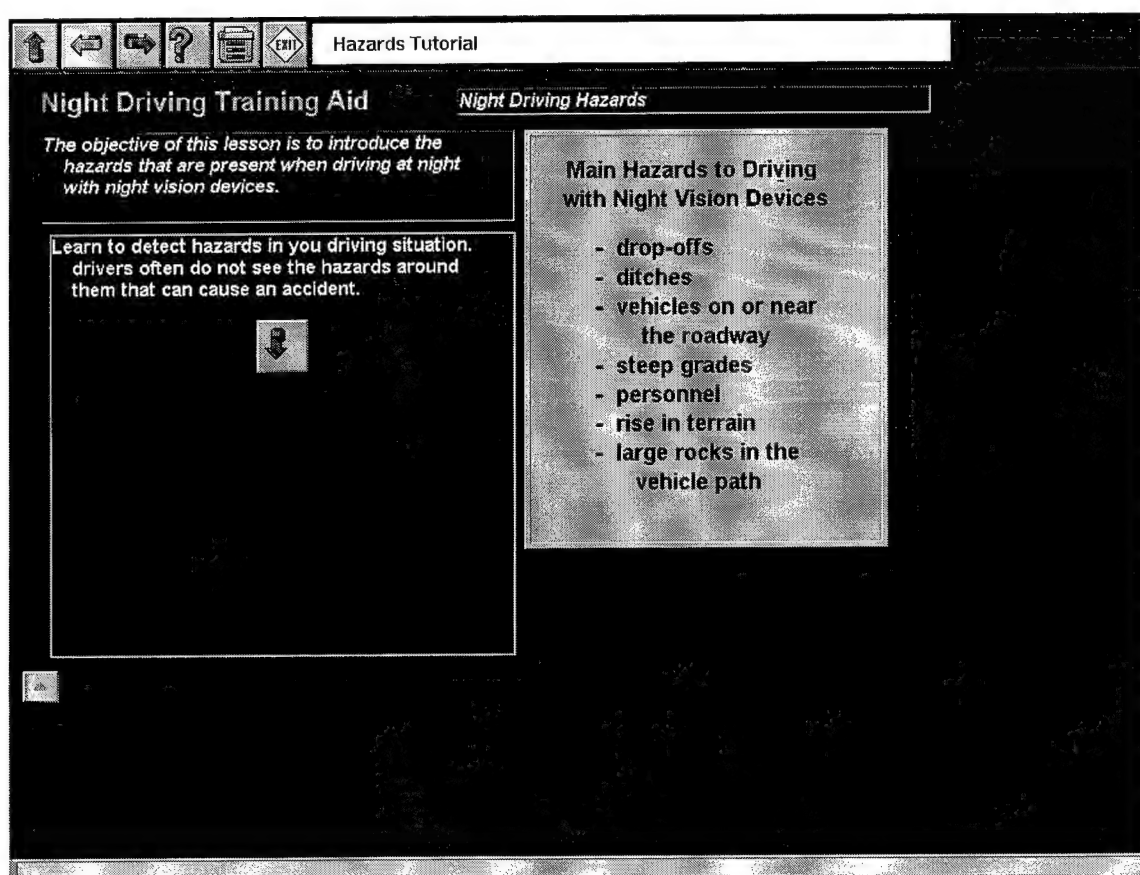 EXIT
Hazards Tutorial
Night Driving Training Aid
Night Driving Hazards
The objective of this lesson is to introduce the
hazards that are present when driving at night
with night vision devices.
Learn to detect hazards in you driving situation.
drivers often do not see the hazards around
them that can cause an accident.
Main Hazards to Driving
with Night Vision Devices
- drop-offs
- ditches
- vehicles on or near
the roadway
- steep grades
- personnel
- rise in terrain
- large rocks in the
vehicle path